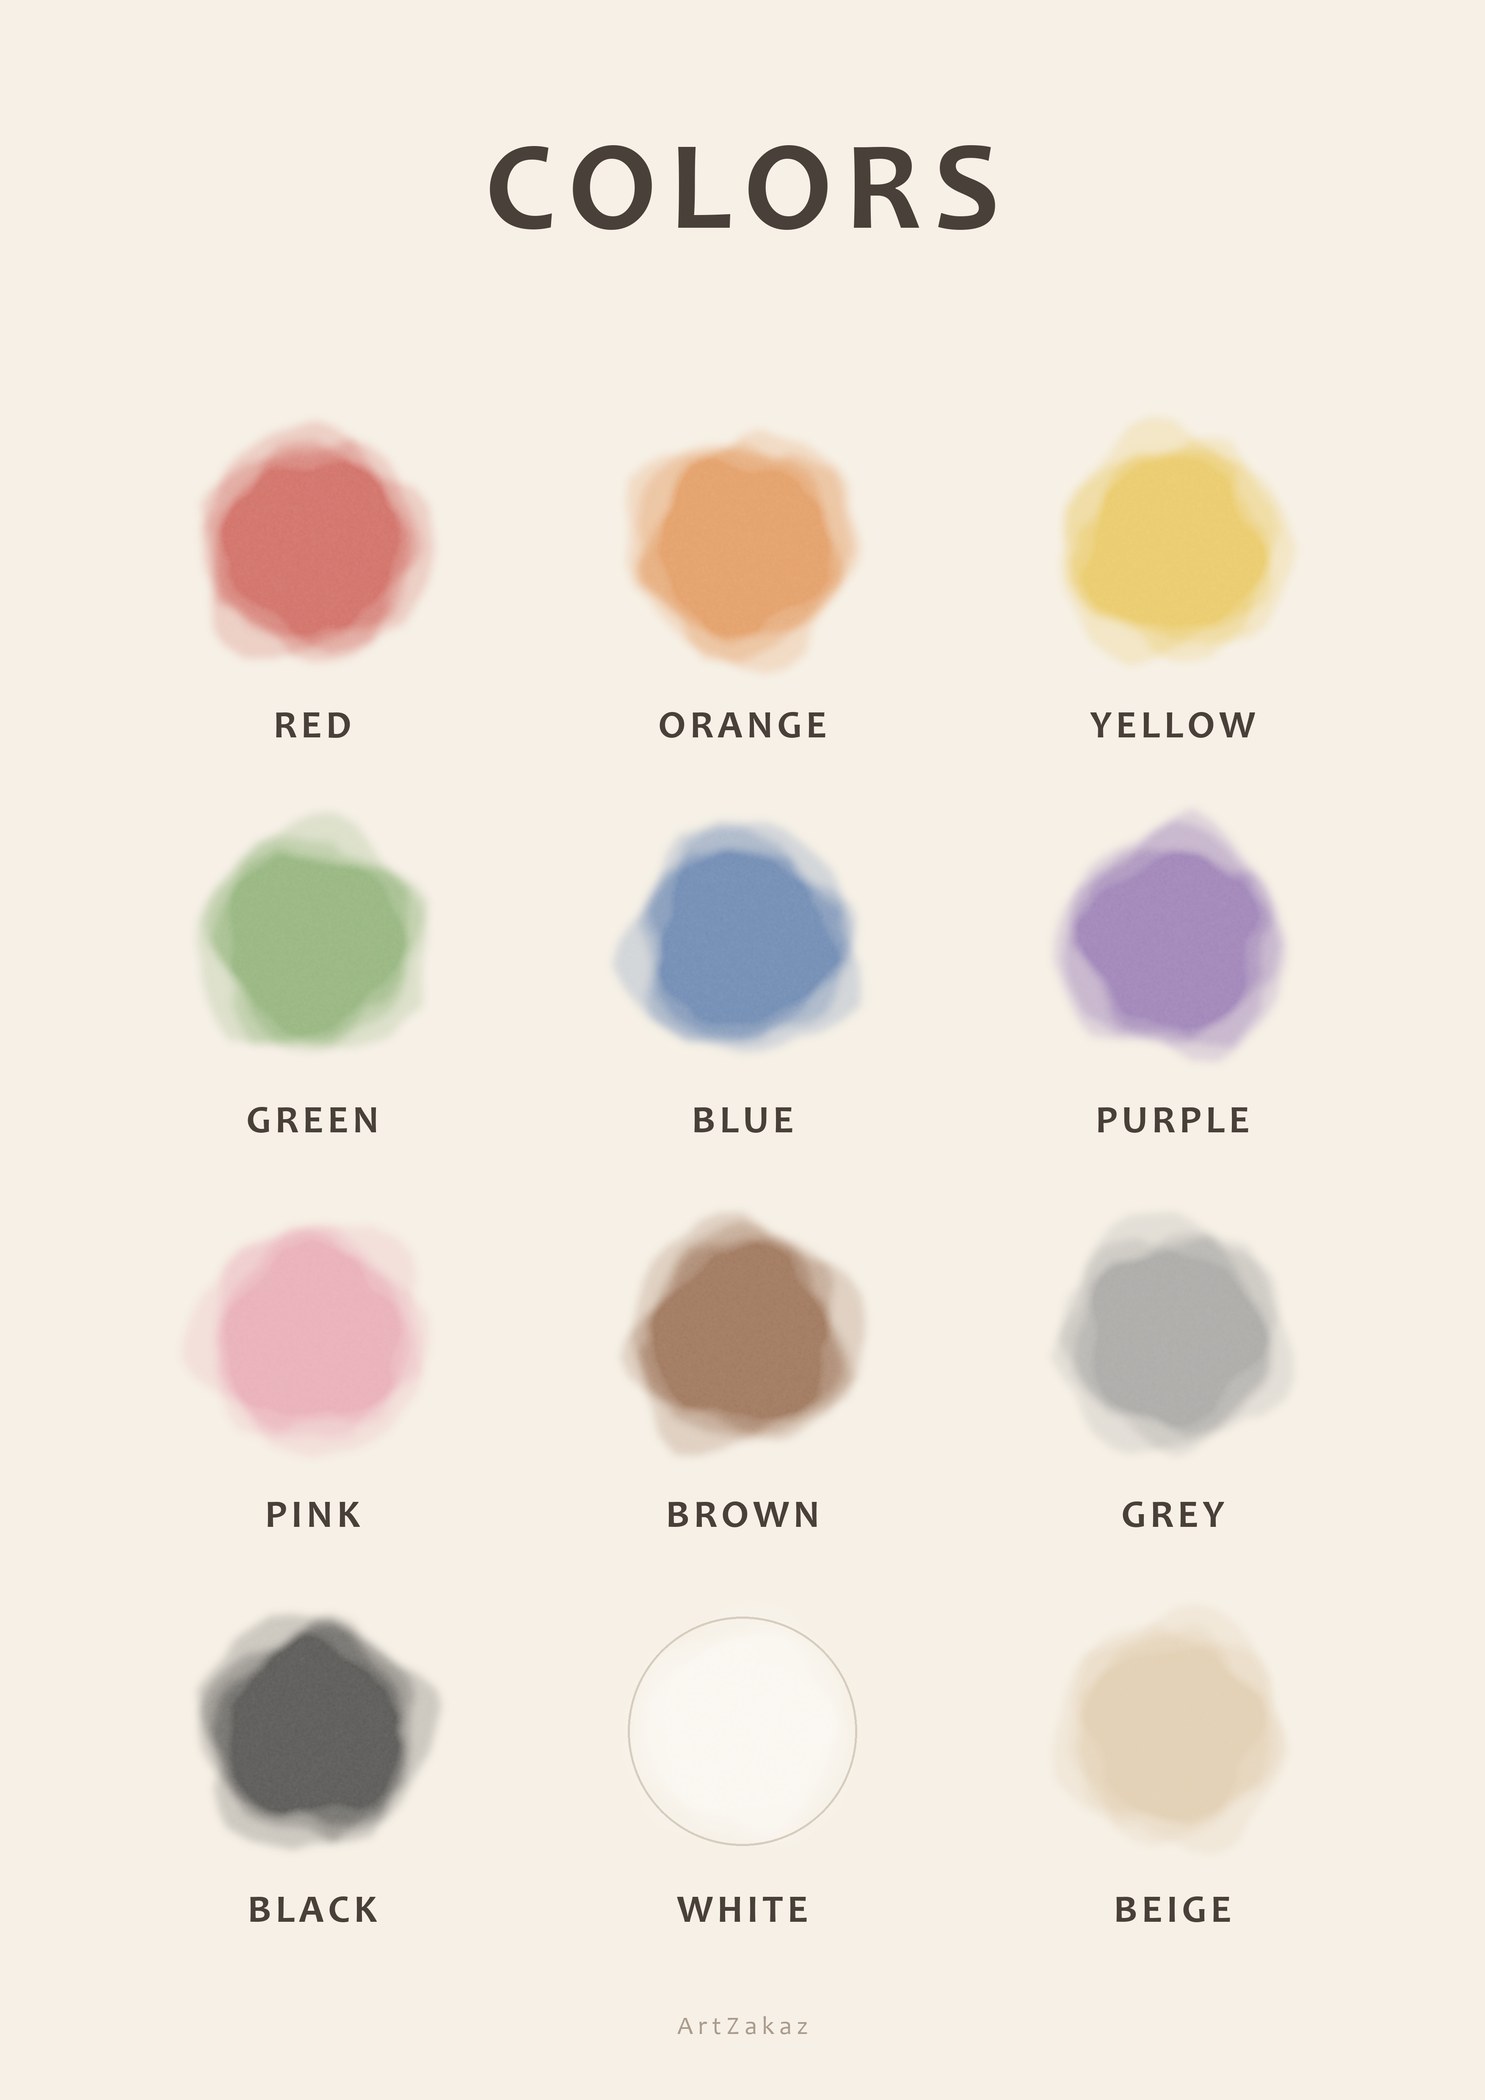 COLORS
RED
ORANGE
YELLOW
GREEN
BLUE
PURPLE
PINK
BROWN
GREY
BLACK
WHITE
BEIGE
ArtZakaz